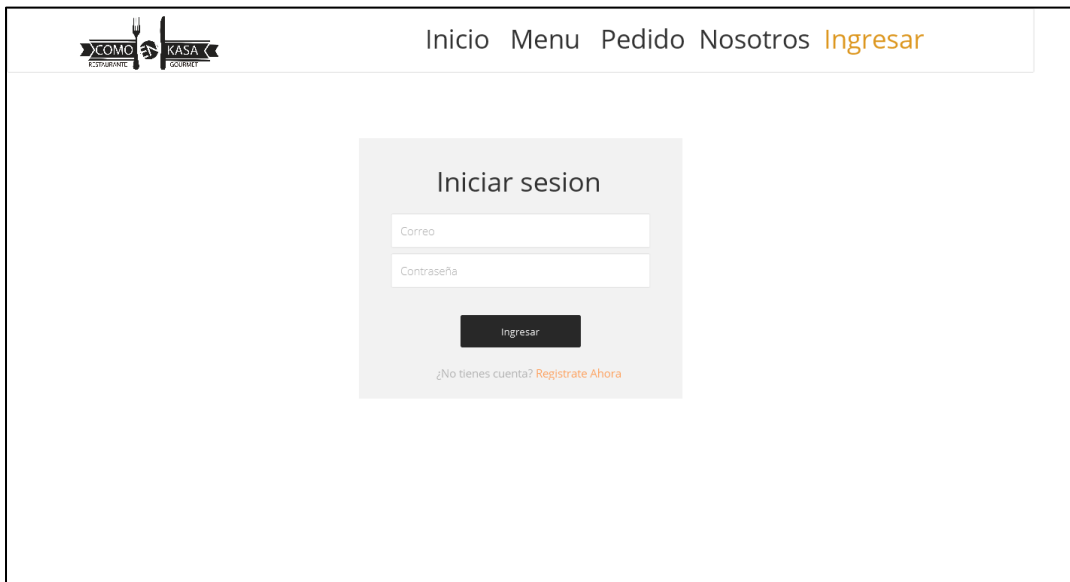 COMO EN KASA
RESTAURANTE GOURMET
Inicio Menu Pedido Nosotros Ingresar
Iniciar sesion
Correo
Contraseña
Ingresar
¿No tienes cuenta? Registrate Ahora